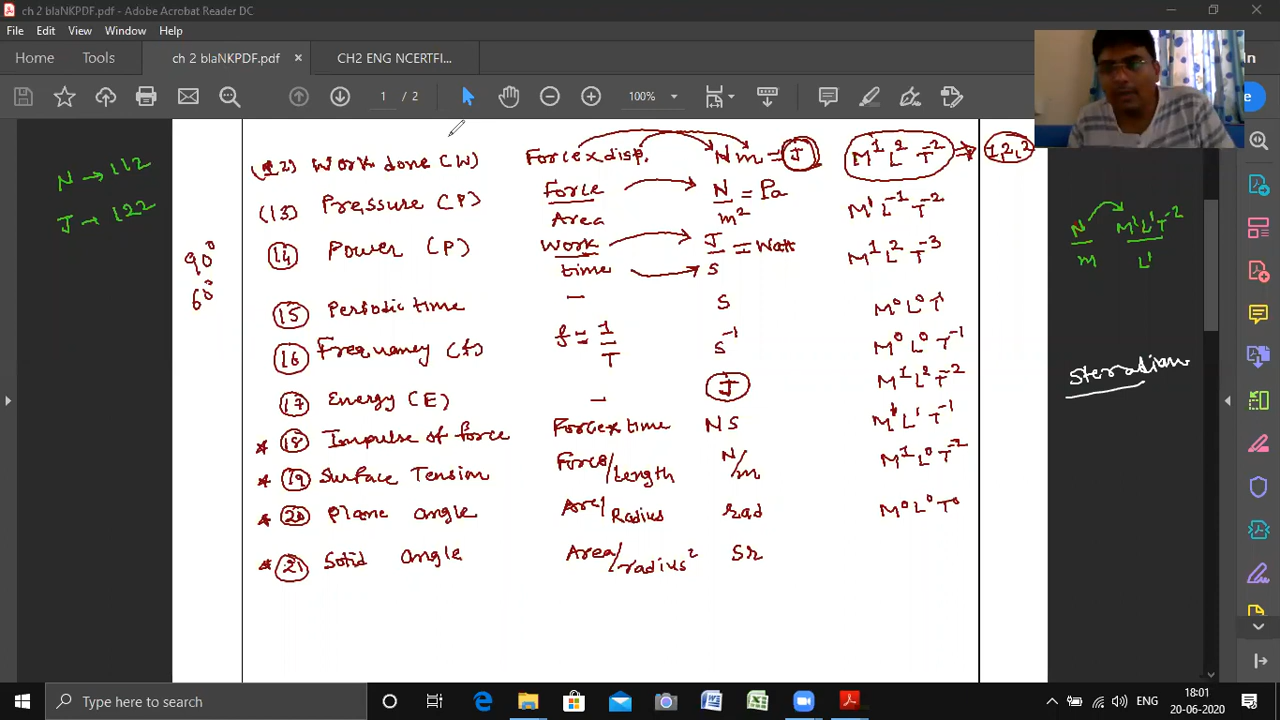 ch 2 blaNKPDF.pdf - Adobe Acrobat Reader DC
File Edit View Window Help
Home Tools ch 2 blaNKPDF.pdf × CH2 ENG NCERTFI... In
1 / 2 100%
(12) Work done (W) Force x disp. Nm = J M¹ L² T⁻² ⇒ 1,2,2
N → 112
J → 122
(13) Pressure (P) Force/Area N/m² = Pa M¹ L⁻¹ T⁻²
(14) Power (P) Work/time J/s = Watt M¹ L² T⁻³
N/m M¹L¹T⁻²/L¹
90°
60°
(15) Periodic time — S M⁰ L⁰ T¹
(16) Frequancy (f) f = 1/T S⁻¹ M⁰ L⁰ T⁻¹
(17) Energy (E) — J M¹ L² T⁻²
sterradian
* (18) Impulse of force Force x time NS M¹ L¹ T⁻¹
* (19) Surface Tension Force/Length N/m M¹ L⁰ T⁻²
* (20) Plane angle Arc/Radius rad M⁰ L⁰ T⁰
* (21) Solid angle Area/radius² Sr
Type here to search
ENG 18:01
20-06-2020